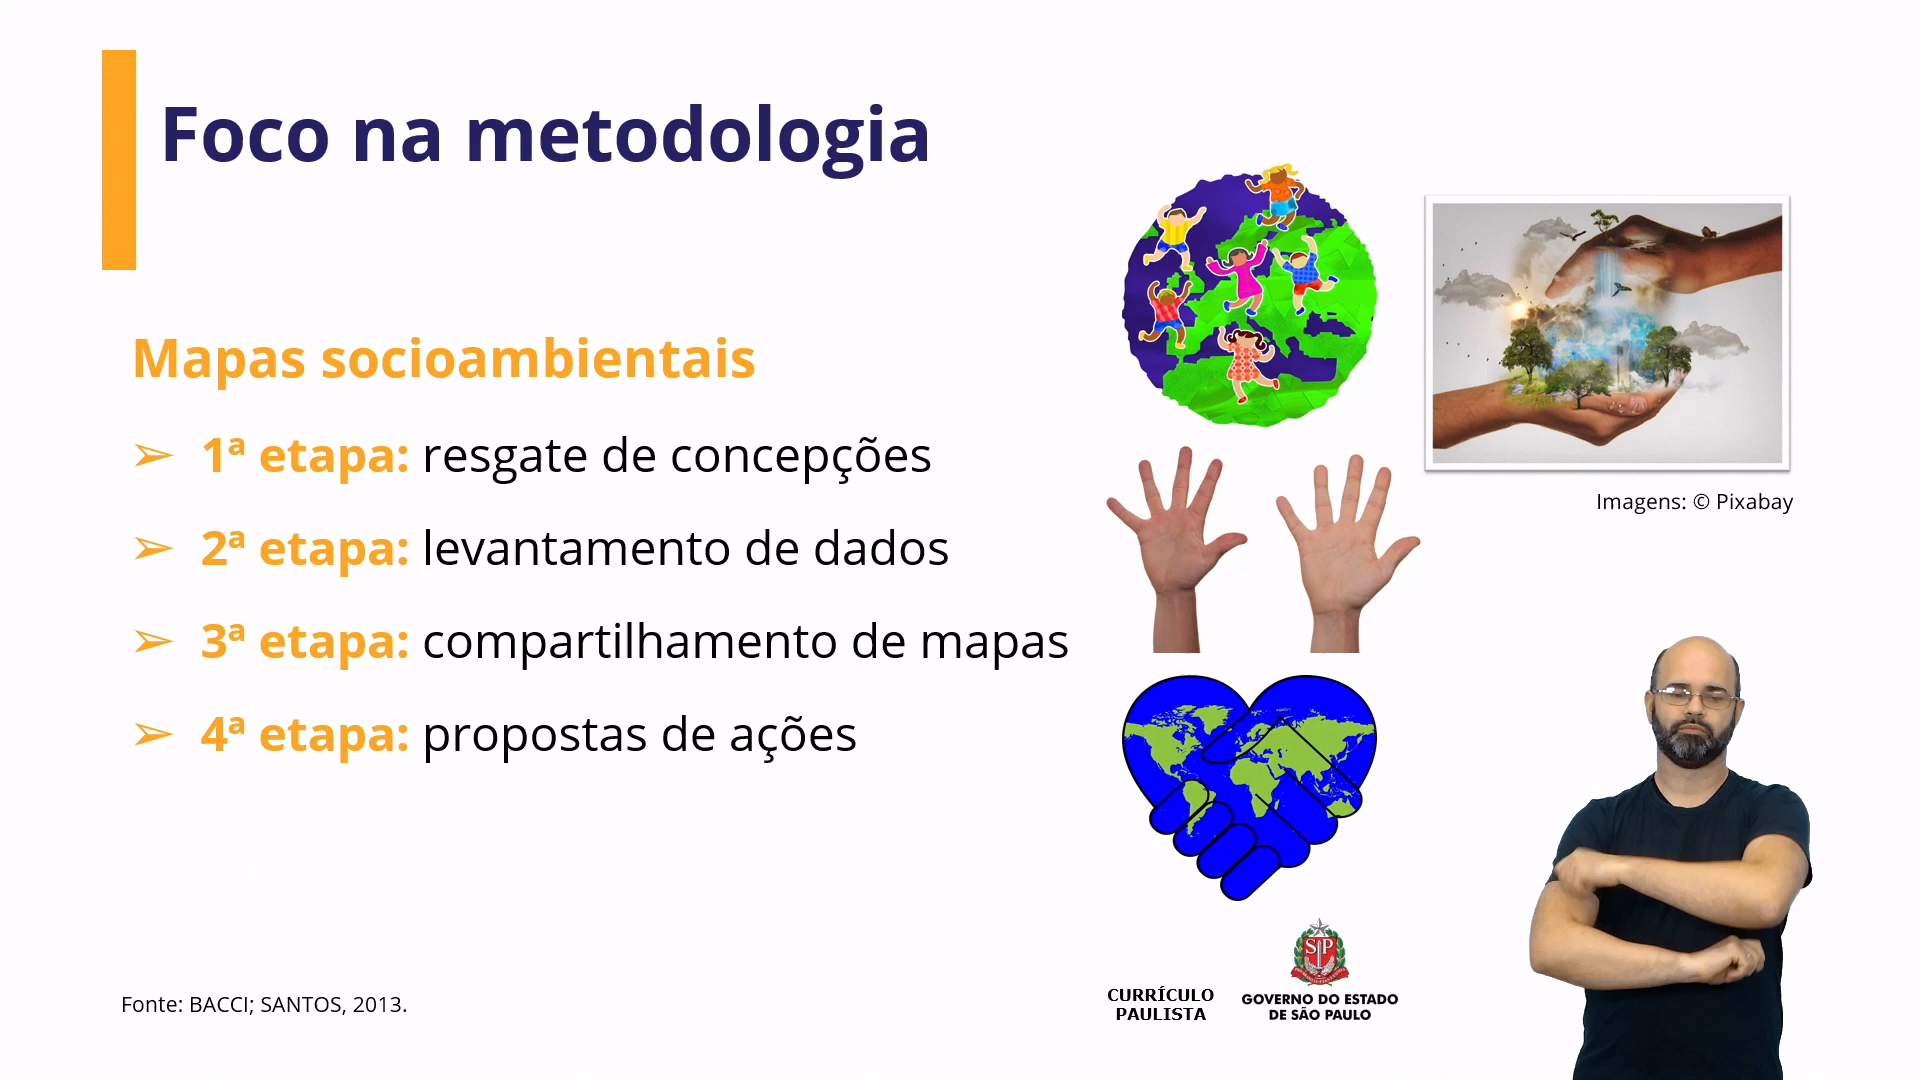 Foco na metodologia
Mapas socioambientais
➢ 1ª etapa: resgate de concepções
➢ 2ª etapa: levantamento de dados
➢ 3ª etapa: compartilhamento de mapas
➢ 4ª etapa: propostas de ações
Imagens: © Pixabay
Fonte: BACCI; SANTOS, 2013.
CURRÍCULO
PAULISTA
SP
GOVERNO DO ESTADO
DE SÃO PAULO